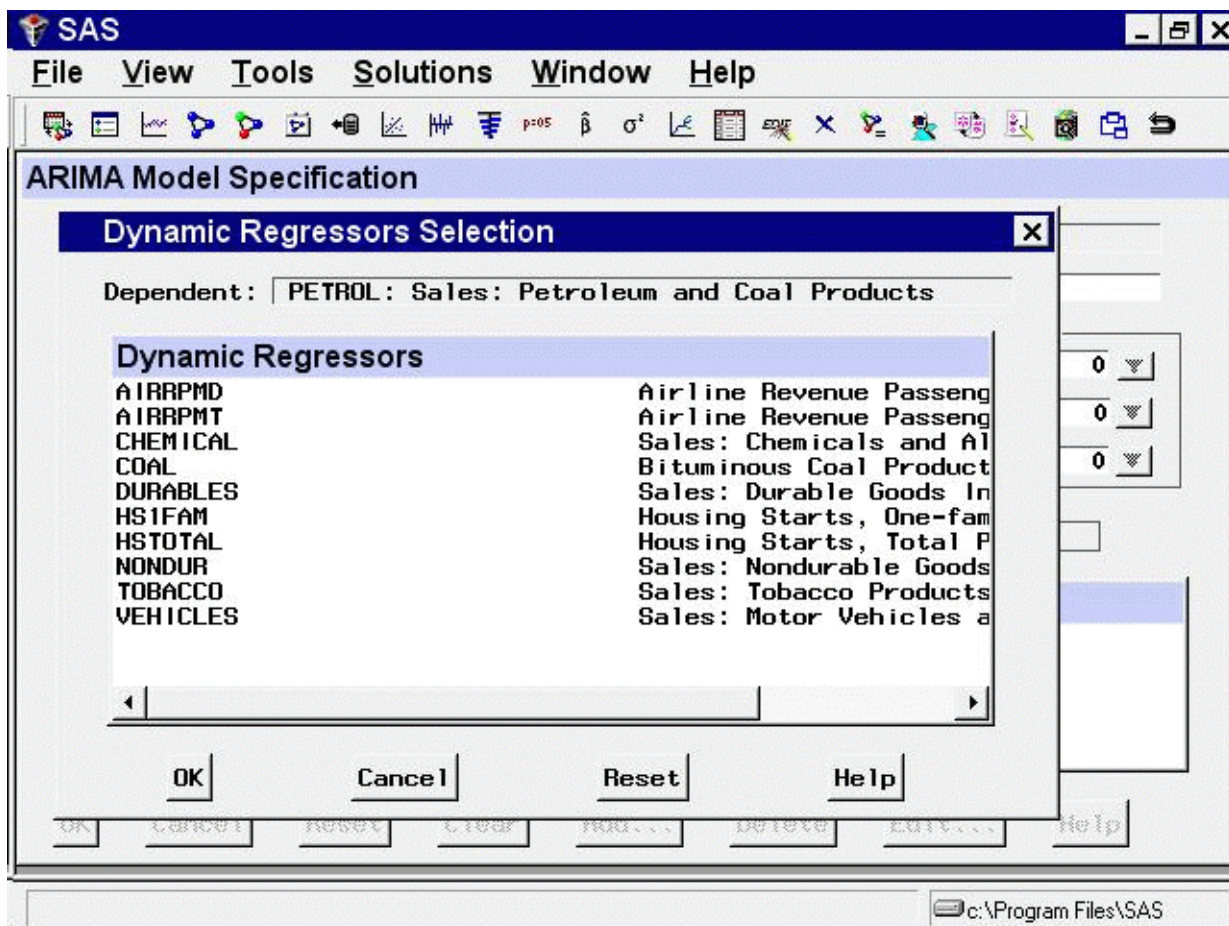 SAS
File View Tools Solutions Window Help
p=05 β̂ σ²
ARIMA Model Specification
Dynamic Regressors Selection
Dependent: PETROL: Sales: Petroleum and Coal Products
Dynamic Regressors
AIRRPMD Airline Revenue Passeng
AIRRPMT Airline Revenue Passeng
CHEMICAL Sales: Chemicals and Al
COAL Bituminous Coal Product
DURABLES Sales: Durable Goods In
HS1FAM Housing Starts, One-fam
HSTOTAL Housing Starts, Total P
NONDUR Sales: Nondurable Goods
TOBACCO Sales: Tobacco Products
VEHICLES Sales: Motor Vehicles a
0
0
0
OK Cancel Reset Help
OK Cancel Reset Clear Add... Delete Edit... Help
c:\Program Files\SAS